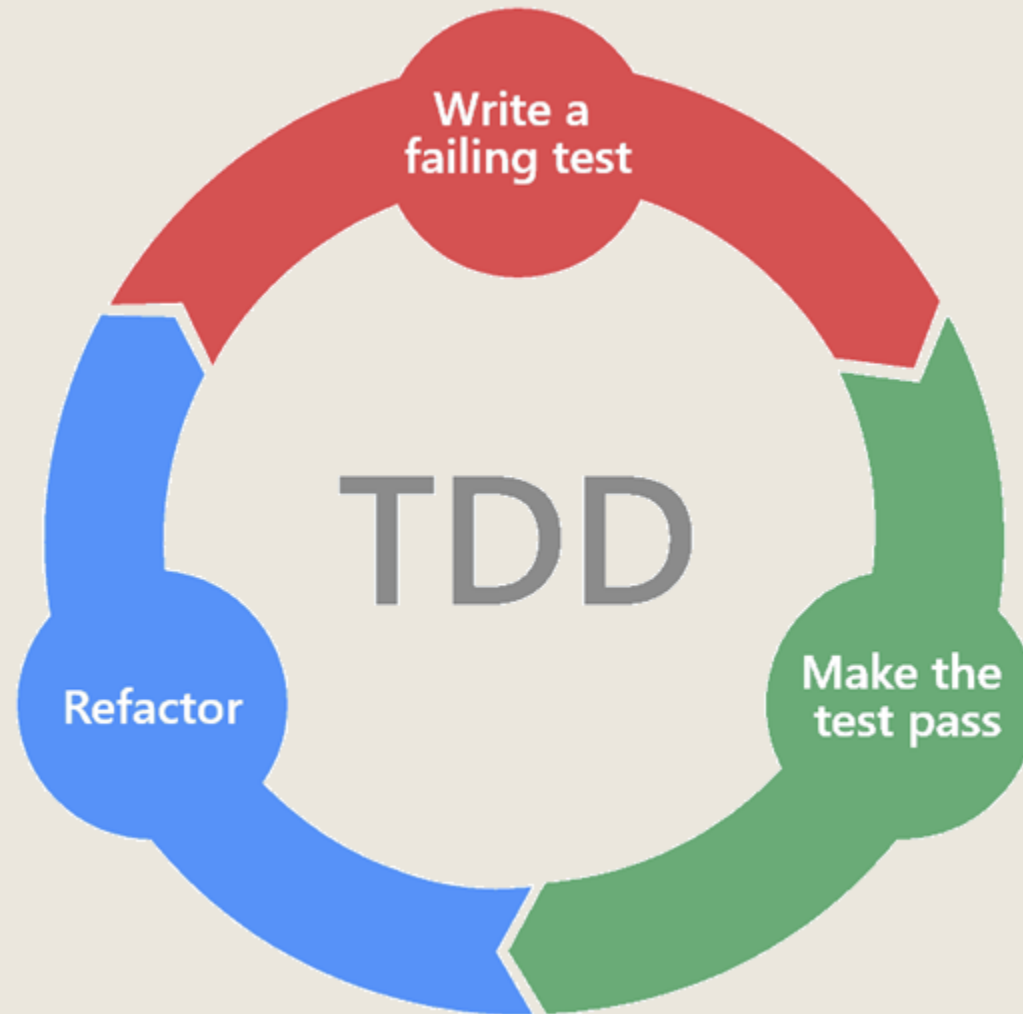 Write a
failing test
TDD
Make the
test pass
Refactor